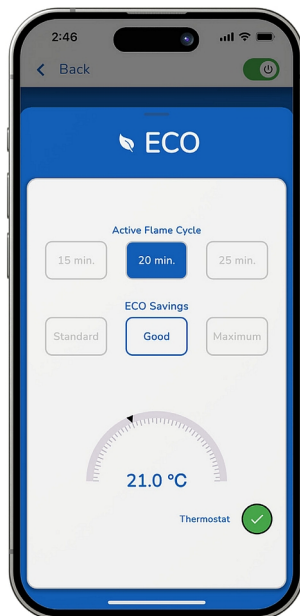 2:46
Back
ECO
Active Flame Cycle
15 min. 20 min. 25 min.
ECO Savings
Standard Good Maximum
21.0 °C
Thermostat